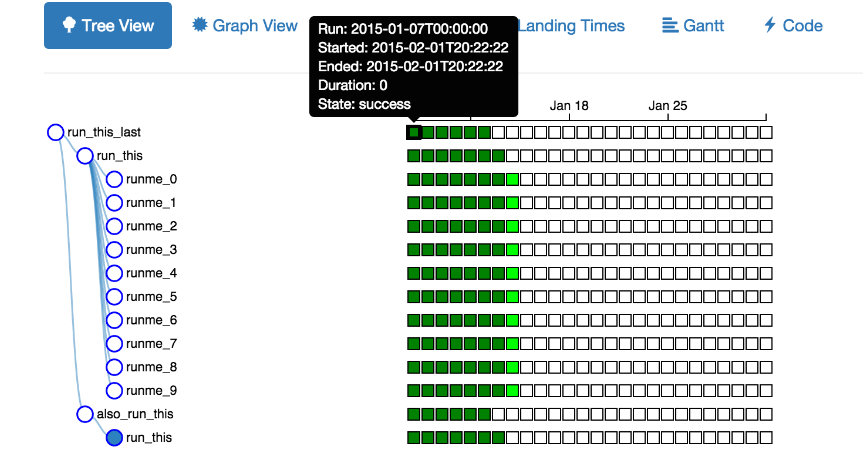 Tree View
Graph View
Landing Times
Gantt
Code
Run: 2015-01-07T00:00:00
Started: 2015-02-01T20:22:22
Ended: 2015-02-01T20:22:22
Duration: 0
State: success
Jan 18
Jan 25
run_this_last
run_this
runme_0
runme_1
runme_2
runme_3
runme_4
runme_5
runme_6
runme_7
runme_8
runme_9
also_run_this
run_this